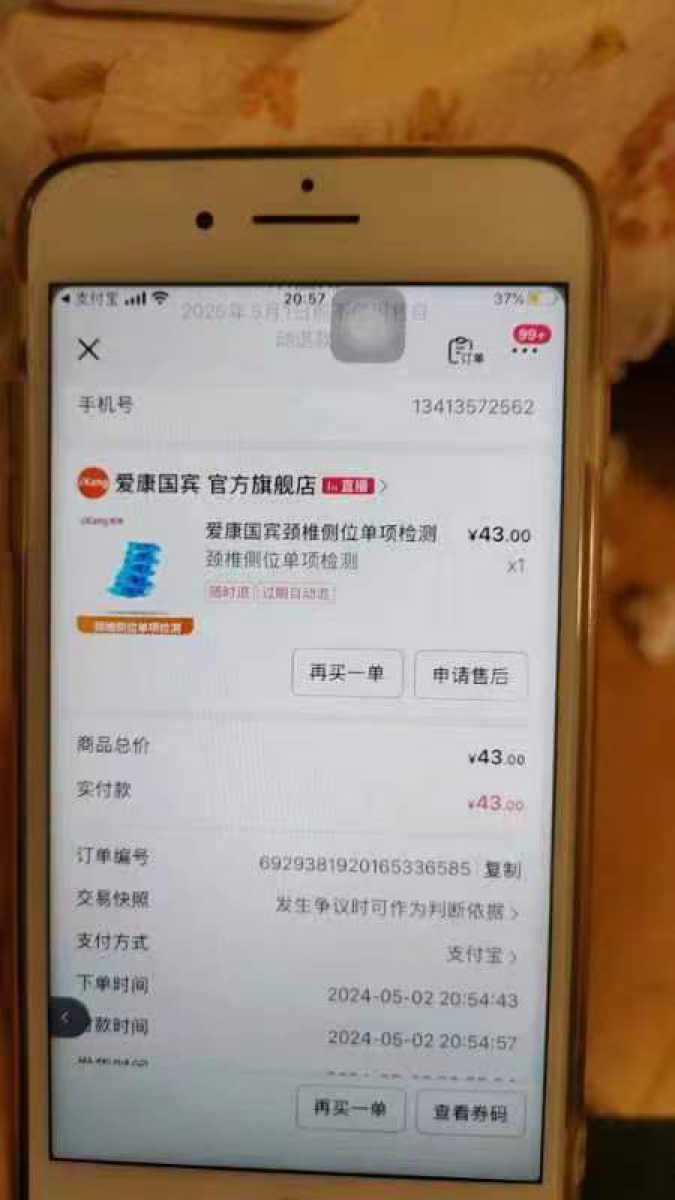 支付宝 20:57 37%
2025年5月1日
动退款
订单 99+
手机号 13413572562
iKang 爱康国宾 官方旗舰店 直播
爱康国宾颈椎侧位单项检测 ¥43.00
颈椎侧位单项检测 x1
随时退 过期自动退
颈椎侧位单项检测
再买一单 申请售后
商品总价 ¥43.00
实付款 ¥43.00
订单编号 6929381920165336585 复制
交易快照 发生争议时可作为判断依据
支付方式 支付宝
下单时间 2024-05-02 20:54:43
付款时间 2024-05-02 20:54:57
再买一单 查看券码